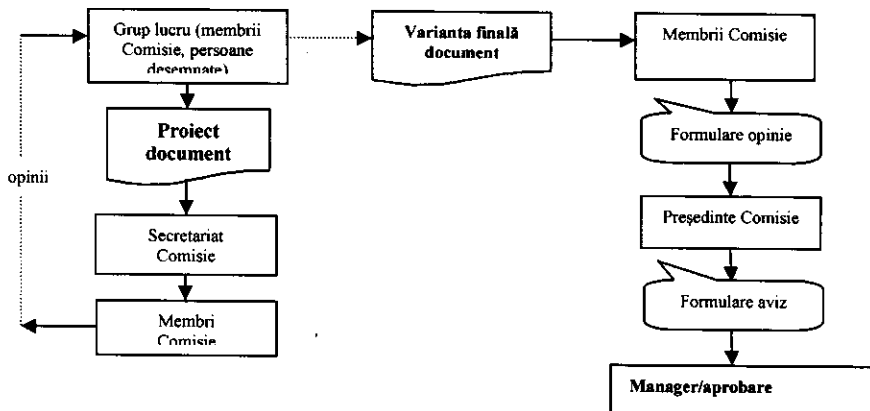 Grup lucru (membrii
Comisie, persoane
desemnate)
Varianta finală
document
Membrii Comisie
Proiect
document
Formulare opinie
opinii
Secretariat
Comisie
Președinte Comisie
Membri
Comisie
Formulare aviz
Manager/aprobare